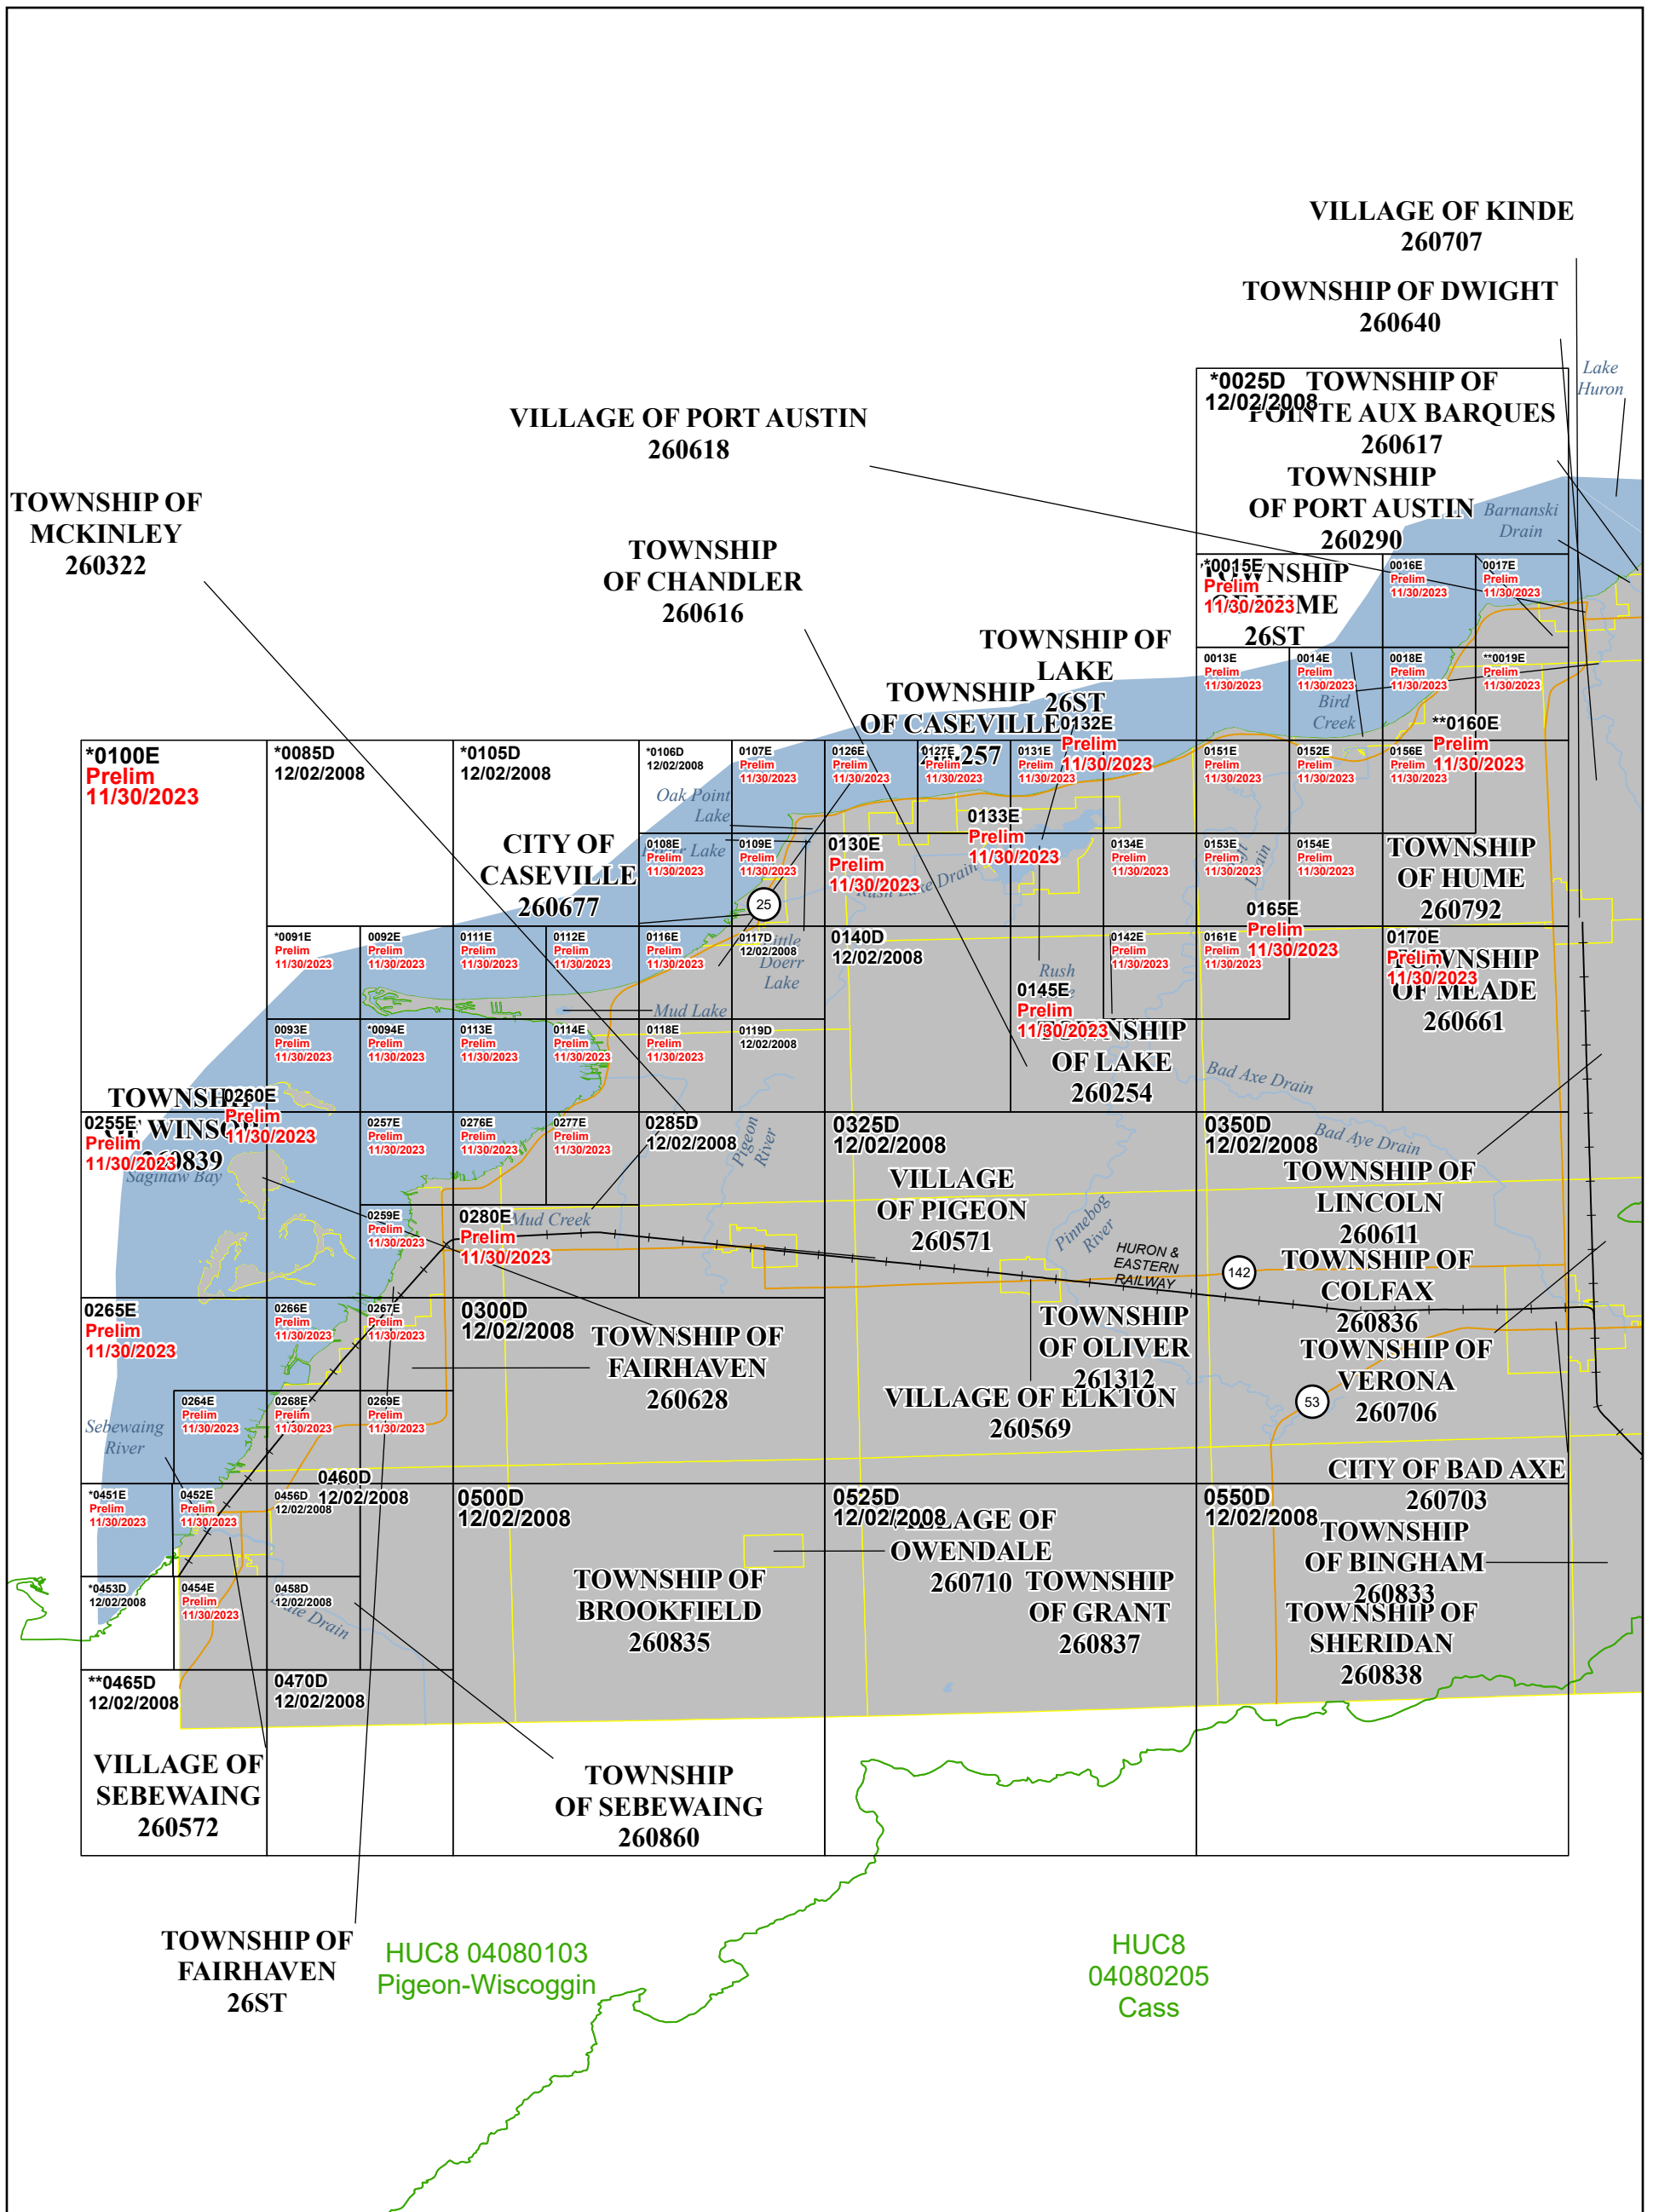 VILLAGE OF KINDE
260707
TOWNSHIP OF DWIGHT
260640
Lake
Huron
*0025D
12/02/2008
TOWNSHIP OF
POINTE AUX BARQUES
260617
VILLAGE OF PORT AUSTIN
260618
TOWNSHIP
OF PORT AUSTIN
260290
Barnanski
Drain
TOWNSHIP OF
MCKINLEY
260322
TOWNSHIP
OF CHANDLER
260616
*0015E
Prelim
11/30/2023
TOWNSHIP
OF HUME
26ST
0016E
Prelim
11/30/2023
0017E
Prelim
11/30/2023
TOWNSHIP OF
LAKE
26ST
0013E
Prelim
11/30/2023
0014E
Prelim
11/30/2023
0018E
Prelim
11/30/2023
**0019E
Prelim
11/30/2023
Bird
Creek
TOWNSHIP
OF CASEVILLE
257
*0100E
Prelim
11/30/2023
*0085D
12/02/2008
*0105D
12/02/2008
*0106D
12/02/2008
0107E
Prelim
11/30/2023
0126E
Prelim
11/30/2023
0127E
Prelim
11/30/2023
0131E
Prelim
11/30/2023
0132E
Prelim
11/30/2023
0151E
Prelim
11/30/2023
0152E
Prelim
11/30/2023
0156E
Prelim
11/30/2023
**0160E
Prelim
11/30/2023
Oak Point
Lake
CITY OF
CASEVILLE
260677
0108E
Prelim
11/30/2023
Lake
0109E
Prelim
11/30/2023
25
0130E
Prelim
11/30/2023
Rush Lake Drain
0133E
Prelim
11/30/2023
0134E
Prelim
11/30/2023
0153E
Prelim
11/30/2023
Drain
0154E
Prelim
11/30/2023
TOWNSHIP
OF HUME
260792
0165E
Prelim
11/30/2023
*0091E
Prelim
11/30/2023
0092E
Prelim
11/30/2023
0111E
Prelim
11/30/2023
0112E
Prelim
11/30/2023
0116E
Prelim
11/30/2023
0117D
12/02/2008
Little
Doerr
Lake
0140D
12/02/2008
Rush
0145E
Prelim
11/30/2023
0142E
Prelim
11/30/2023
0161E
Prelim
11/30/2023
0170E
Prelim
11/30/2023
TOWNSHIP
OF MEADE
260661
Mud Lake
0093E
Prelim
11/30/2023
*0094E
Prelim
11/30/2023
0113E
Prelim
11/30/2023
0114E
Prelim
11/30/2023
0118E
Prelim
11/30/2023
0119D
12/02/2008
TOWNSHIP
OF LAKE
260254
Bad Axe Drain
TOWNSHIP
OF WINSOR
260839
0255E
Prelim
11/30/2023
0260E
Prelim
11/30/2023
Saginaw Bay
0257E
Prelim
11/30/2023
0276E
Prelim
11/30/2023
0277E
Prelim
11/30/2023
0285D
12/02/2008
Pigeon
River
0325D
12/02/2008
0350D
12/02/2008
Bad Aye Drain
VILLAGE
OF PIGEON
260571
TOWNSHIP OF
LINCOLN
260611
0259E
Prelim
11/30/2023
0280E
Prelim
11/30/2023
Mud Creek
Pinnebog
River
HURON &
EASTERN
RAILWAY
142
TOWNSHIP OF
COLFAX
260836
0265E
Prelim
11/30/2023
0266E
Prelim
11/30/2023
0267E
Prelim
11/30/2023
0300D
12/02/2008
TOWNSHIP OF
FAIRHAVEN
260628
TOWNSHIP
OF OLIVER
261312
TOWNSHIP OF
VERONA
260706
VILLAGE OF ELKTON
260569
53
Sebewaing
River
0264E
Prelim
11/30/2023
0268E
Prelim
11/30/2023
0269E
Prelim
11/30/2023
CITY OF BAD AXE
260703
*0451E
Prelim
11/30/2023
0452E
Prelim
11/30/2023
0456D
12/02/2008
0460D
12/02/2008
0500D
12/02/2008
0525D
12/02/2008
VILLAGE OF
OWENDALE
260710
0550D
12/02/2008
TOWNSHIP
OF BINGHAM
260833
*0453D
12/02/2008
0454E
Prelim
11/30/2023
0458D
12/02/2008
Drain
TOWNSHIP OF
BROOKFIELD
260835
TOWNSHIP
OF GRANT
260837
TOWNSHIP OF
SHERIDAN
260838
**0465D
12/02/2008
0470D
12/02/2008
VILLAGE OF
SEBEWAING
260572
TOWNSHIP
OF SEBEWAING
260860
TOWNSHIP OF
FAIRHAVEN
26ST
HUC8 04080103
Pigeon-Wiscoggin
HUC8
04080205
Cass